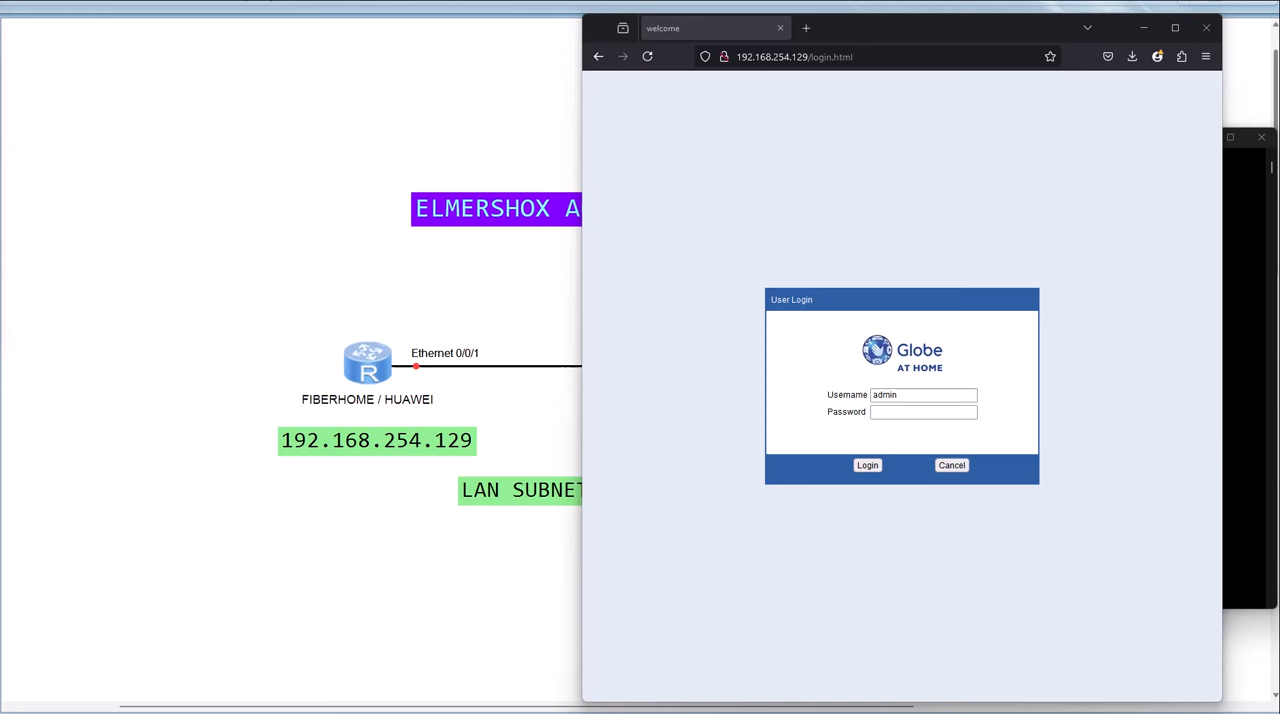 welcome
192.168.254.129/login.html
ELMERSHOX A
User Login
Globe
AT HOME
Ethernet 0/0/1
R
FIBERHOME / HUAWEI
Username admin
Password
192.168.254.129
Login Cancel
LAN SUBNET